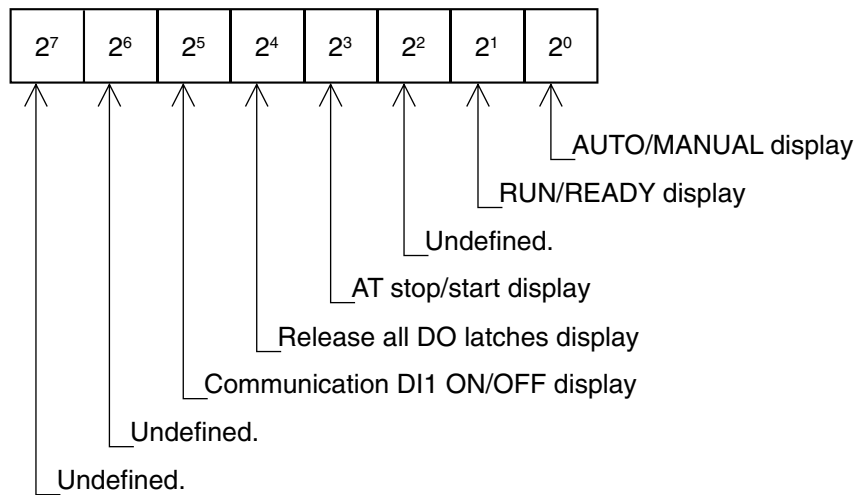 2⁷ 2⁶ 2⁵ 2⁴ 2³ 2² 2¹ 2⁰
AUTO/MANUAL display
RUN/READY display
Undefined.
AT stop/start display
Release all DO latches display
Communication DI1 ON/OFF display
Undefined.
Undefined.